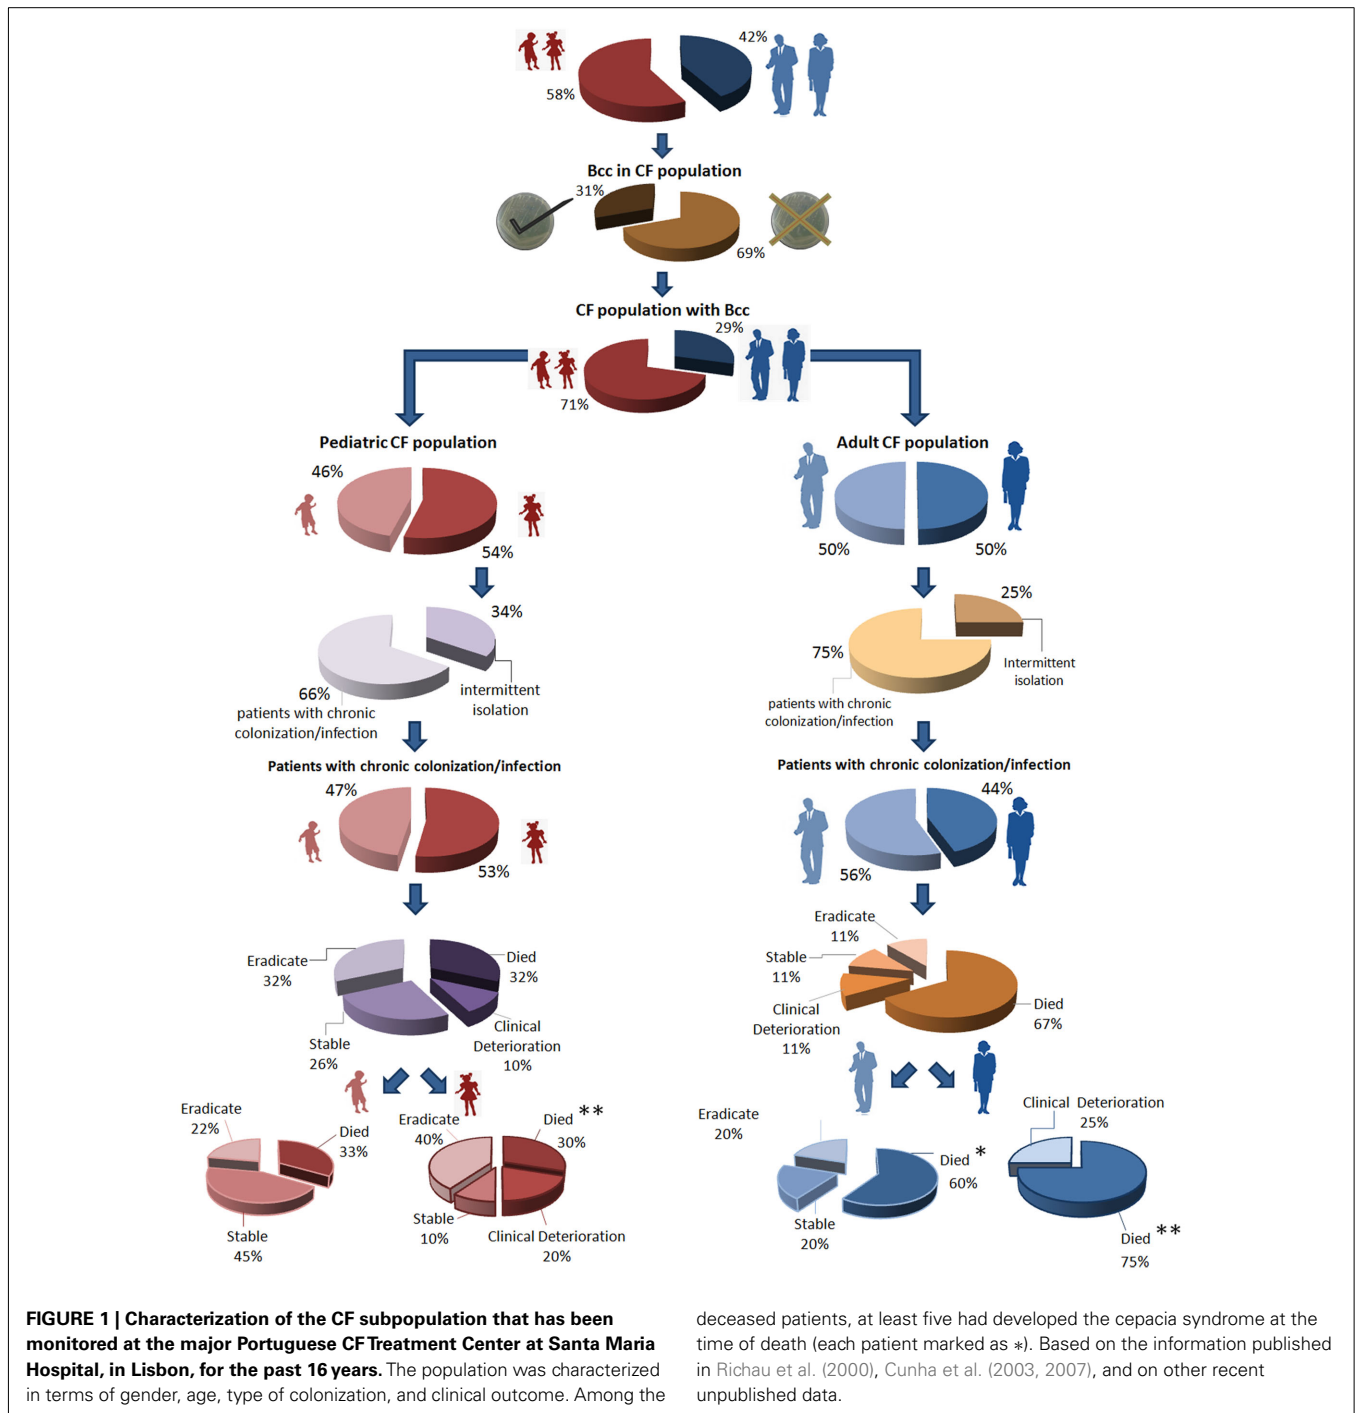 42%
58%
Bcc in CF population
31%
69%
CF population with Bcc
29%
71%
Pediatric CF population
46%
54%
34%
66%
patients with chronic
colonization/infection
intermittent
isolation
Patients with chronic colonization/infection
47%
53%
Eradicate
32%
Died
32%
Stable
26%
Clinical
Deterioration
10%
Eradicate
22%
Died
33%
Stable
45%
Eradicate
40%
Died **
30%
Stable
10%
Clinical Deterioration
20%
Adult CF population
50%
50%
25%
75%
Intermittent
isolation
patients with chronic
colonization/infection
Patients with chronic colonization/infection
44%
56%
Eradicate
11%
Stable
11%
Clinical
Deterioration
11%
Died
67%
Eradicate
20%
Died *
60%
Stable
20%
Clinical Deterioration
25%
Died **
75%
FIGURE 1 | Characterization of the CF subpopulation that has been
monitored at the major Portuguese CF Treatment Center at Santa Maria
Hospital, in Lisbon, for the past 16 years. The population was characterized
in terms of gender, age, type of colonization, and clinical outcome. Among the
deceased patients, at least five had developed the cepacia syndrome at the
time of death (each patient marked as *). Based on the information published
in Richau et al. (2000), Cunha et al. (2003, 2007), and on other recent
unpublished data.